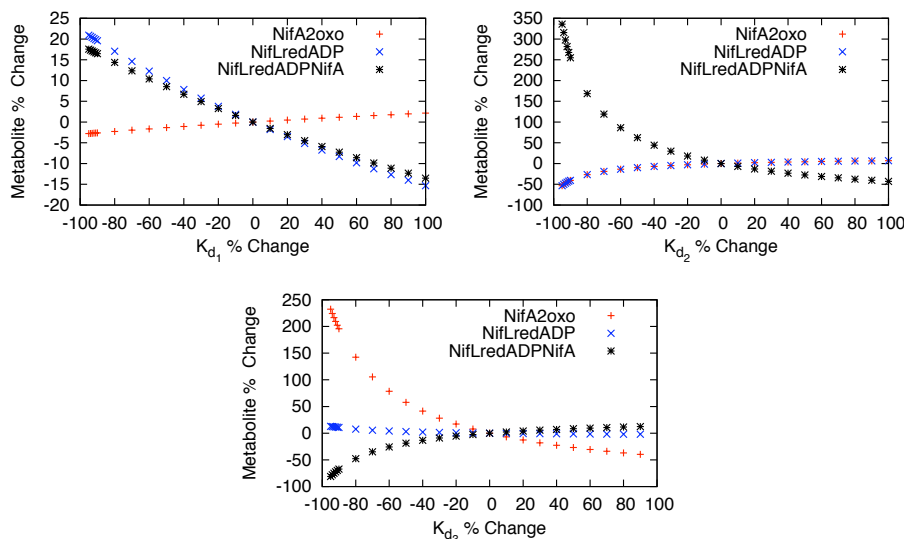 NifA2oxo
NifLredADP
NifLredADPNifA
Metabolite % Change
25
20
15
10
5
0
-5
-10
-15
-20
-100 -80 -60 -40 -20 0 20 40 60 80 100
Kd1 % Change
NifA2oxo
NifLredADP
NifLredADPNifA
Metabolite % Change
350
300
250
200
150
100
50
0
-50
-100
-100 -80 -60 -40 -20 0 20 40 60 80 100
Kd2 % Change
NifA2oxo
NifLredADP
NifLredADPNifA
Metabolite % Change
250
200
150
100
50
0
-50
-100
-100 -80 -60 -40 -20 0 20 40 60 80 100
Kd3 % Change